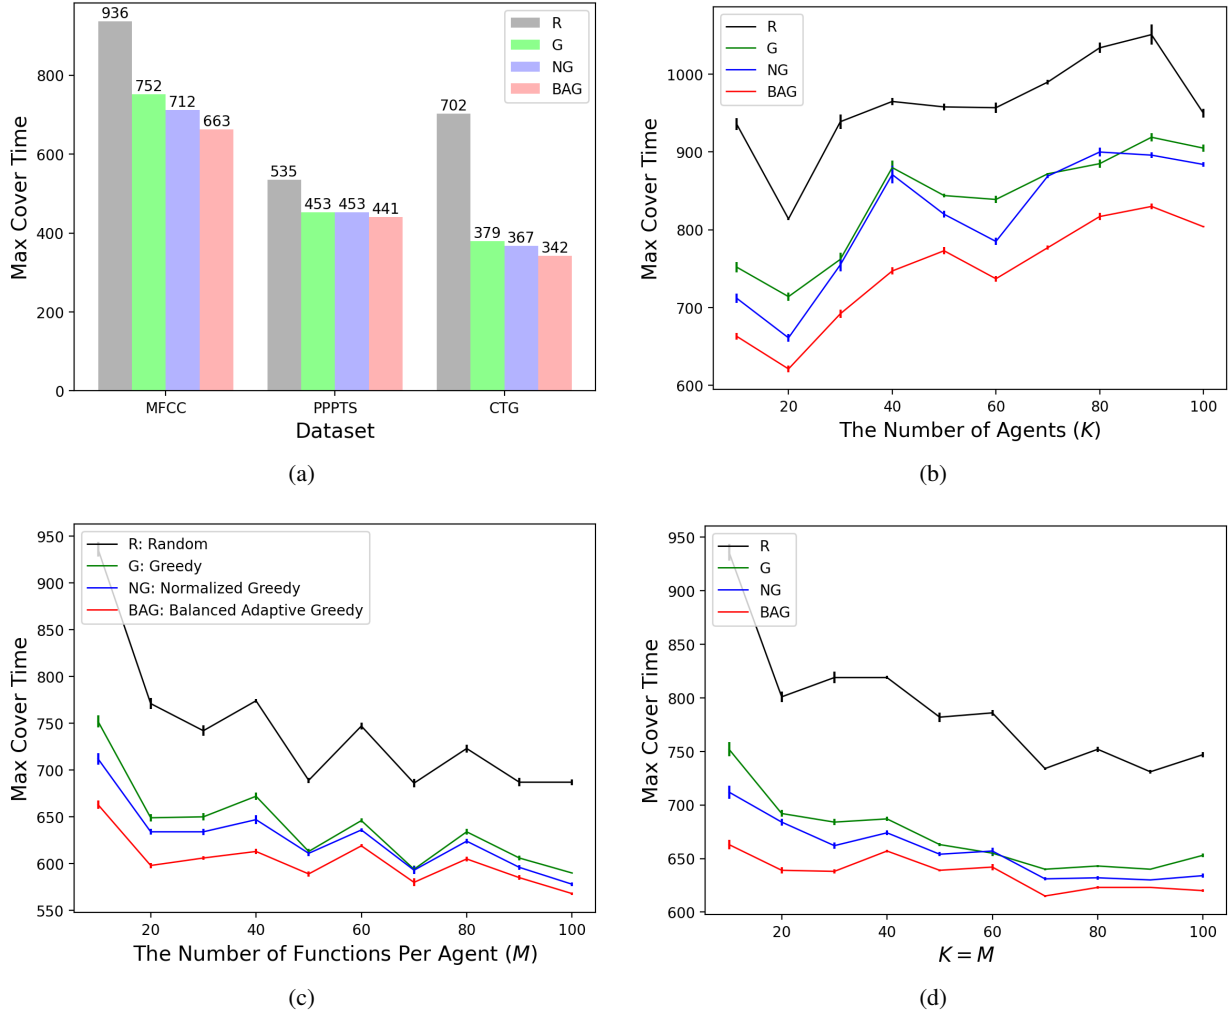 936
752
712
663
535
453
453
441
702
379
367
342
R
G
NG
BAG
800
600
400
200
0
MFCC
PPPTS
CTG
Max Cover Time
Dataset
(a)
R
G
NG
BAG
1000
900
800
700
600
20
40
60
80
100
Max Cover Time
The Number of Agents (K)
(b)
R: Random
G: Greedy
NG: Normalized Greedy
BAG: Balanced Adaptive Greedy
950
900
850
800
750
700
650
600
550
20
40
60
80
100
Max Cover Time
The Number of Functions Per Agent (M)
(c)
R
G
NG
BAG
950
900
850
800
750
700
650
600
20
40
60
80
100
Max Cover Time
K = M
(d)